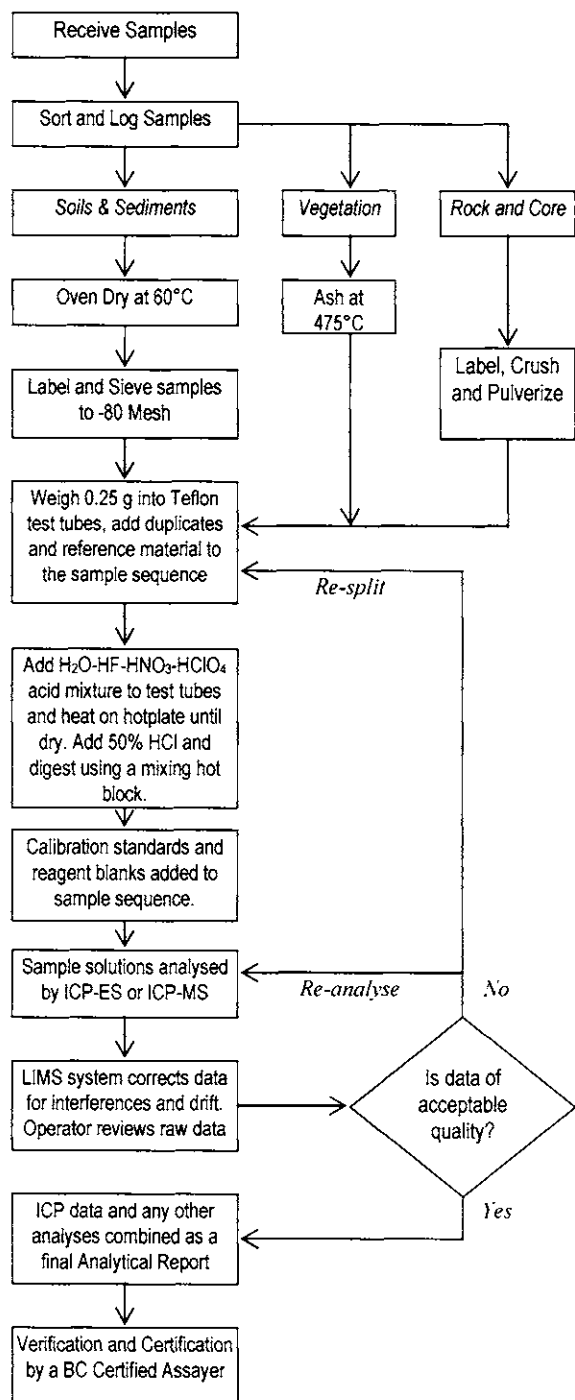 Receive Samples
Sort and Log Samples
Soils & Sediments
Vegetation
Rock and Core
Oven Dry at 60°C
Ash at
475°C
Label, Crush
and Pulverize
Label and Sieve samples
to -80 Mesh
Weigh 0.25 g into Teflon
test tubes, add duplicates
and reference material to
the sample sequence
Re-split
Add H₂O-HF-HNO₃-HClO₄
acid mixture to test tubes
and heat on hotplate until
dry. Add 50% HCl and
digest using a mixing hot
block.
Calibration standards and
reagent blanks added to
sample sequence.
Sample solutions analysed
by ICP-ES or ICP-MS
Re-analyse
No
LIMS system corrects data
for interferences and drift.
Operator reviews raw data
Is data of
acceptable
quality?
Yes
ICP data and any other
analyses combined as a
final Analytical Report
Verification and Certification
by a BC Certified Assayer